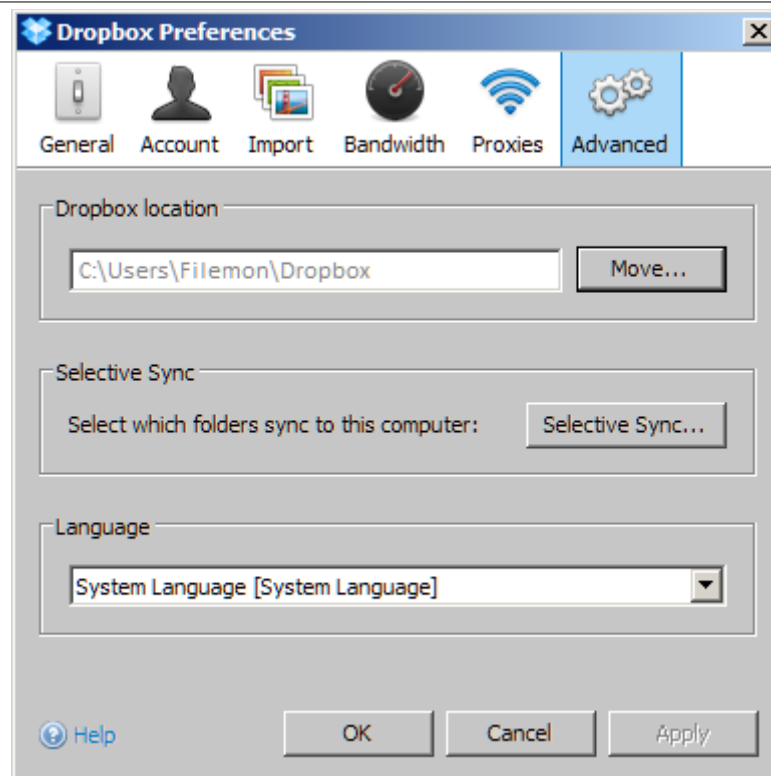 Dropbox Preferences
General Account Import Bandwidth Proxies Advanced
Dropbox location
C:\Users\Filemon\Dropbox Move...
Selective Sync
Select which folders sync to this computer: Selective Sync...
Language
System Language [System Language]
Help OK Cancel Apply